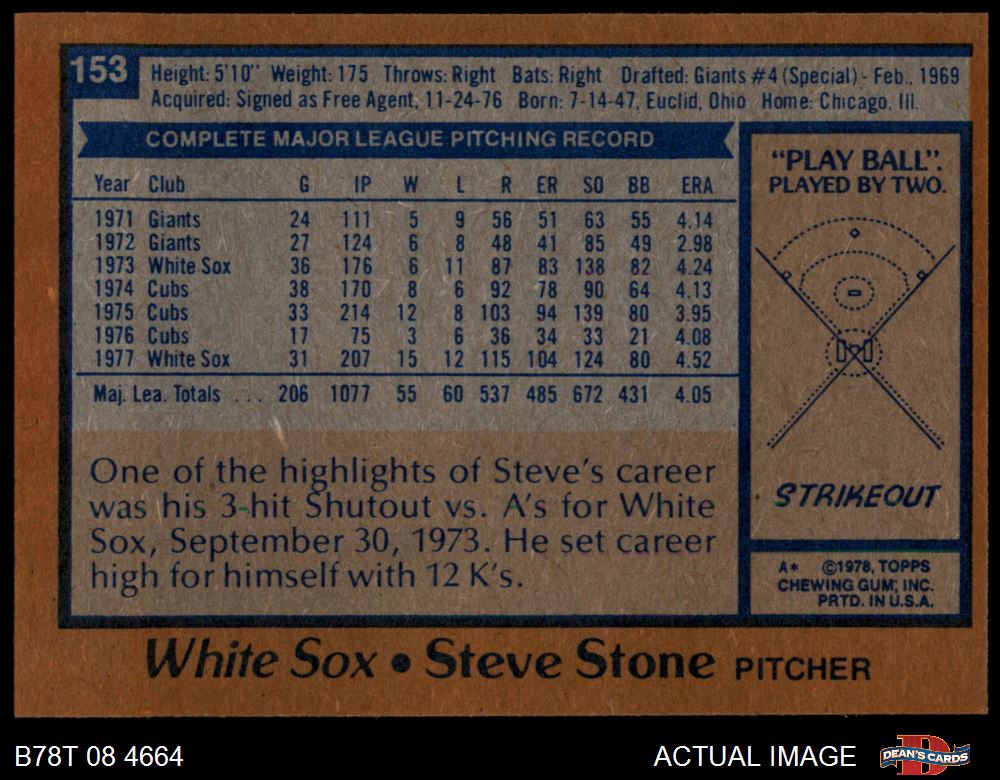 153
Height: 5'10" Weight: 175 Throws: Right Bats: Right Drafted: Giants #4 (Special) - Feb., 1969
Acquired: Signed as Free Agent, 11-24-76 Born: 7-14-47, Euclid, Ohio Home: Chicago, Ill.
COMPLETE MAJOR LEAGUE PITCHING RECORD
Year Club G IP W L R ER SO BB ERA
1971 Giants 24 111 5 9 56 51 63 55 4.14
1972 Giants 27 124 6 8 48 41 85 49 2.98
1973 White Sox 36 176 6 11 87 83 138 82 4.24
1974 Cubs 38 170 8 6 92 78 90 64 4.13
1975 Cubs 33 214 12 8 103 94 139 80 3.95
1976 Cubs 17 75 3 6 36 34 33 21 4.08
1977 White Sox 31 207 15 12 115 104 124 80 4.52
Maj. Lea. Totals ... 206 1077 55 60 537 485 672 431 4.05
One of the highlights of Steve's career
was his 3-hit Shutout vs. A's for White
Sox, September 30, 1973. He set career
high for himself with 12 K's.
"PLAY BALL".
PLAYED BY TWO.
STRIKEOUT
A* ©1978, TOPPS
CHEWING GUM, INC.
PRTD. IN U.S.A.
White Sox • Steve Stone PITCHER
B78T 08 4664
ACTUAL IMAGE
D
DEAN'S CARDS